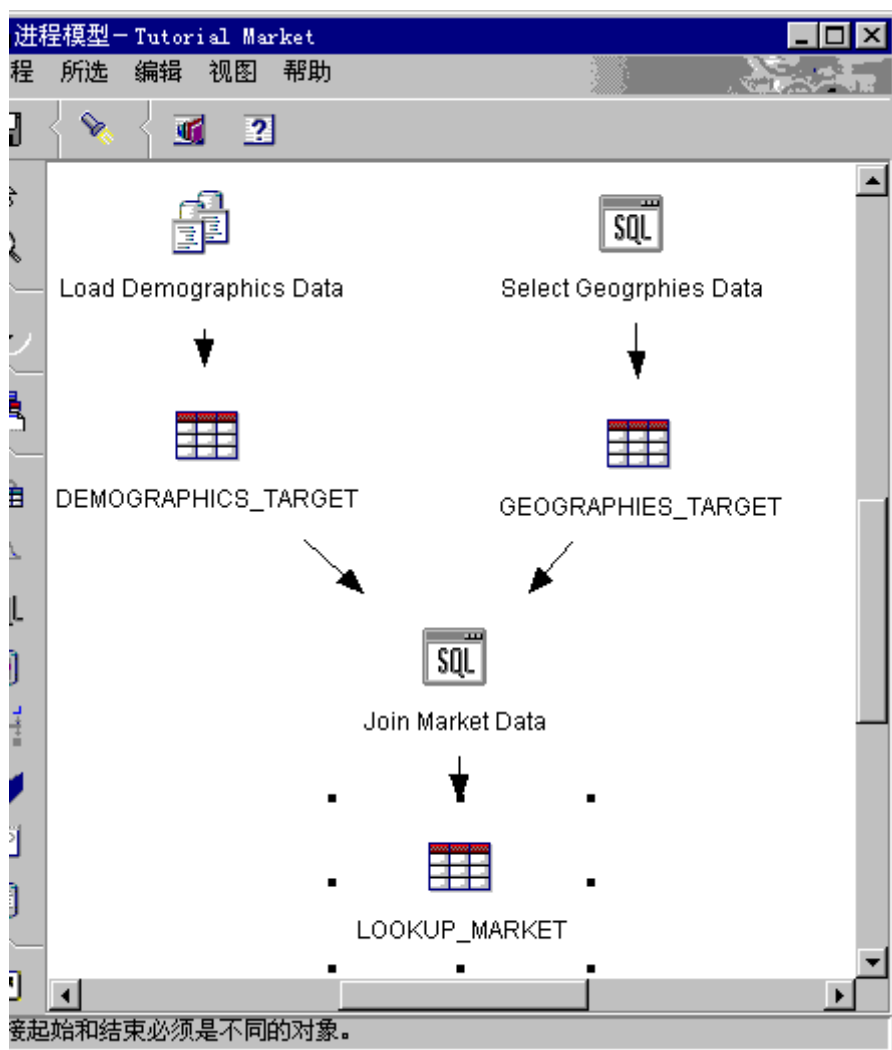 进程模型－Tutorial Market
程 所选 编辑 视图 帮助
?
SQL
Load Demographics Data
Select Geogrphies Data
DEMOGRAPHICS_TARGET
GEOGRAPHIES_TARGET
SQL
Join Market Data
LOOKUP_MARKET
接起始和结束必须是不同的对象。